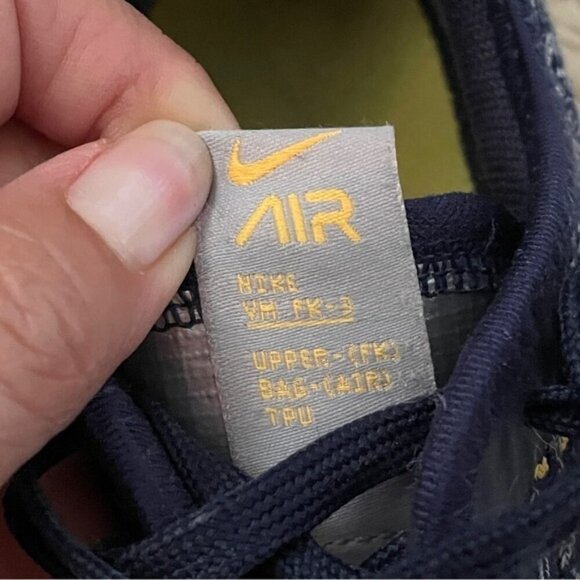 AIR
NIKE
VM FK-3
UPPER-(FK)
BAG-(AIR)
TPU